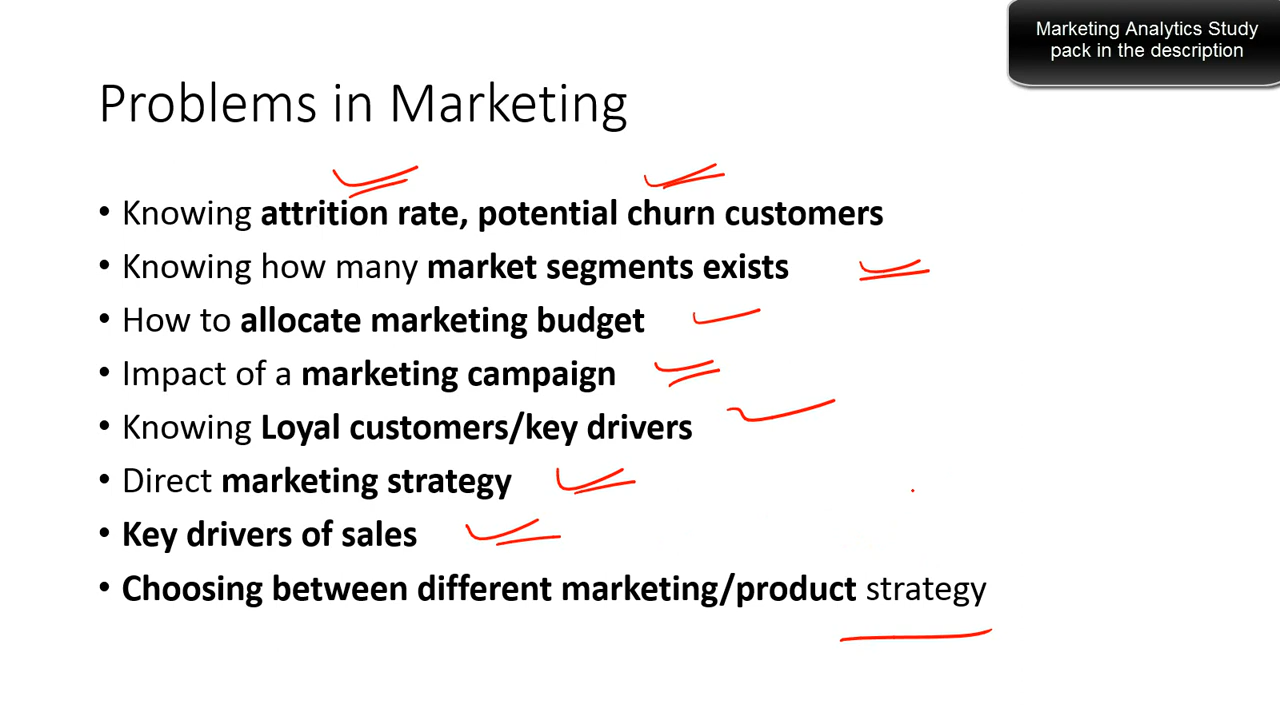 Marketing Analytics Study
pack in the description
Problems in Marketing
• Knowing attrition rate, potential churn customers
• Knowing how many market segments exists
• How to allocate marketing budget
• Impact of a marketing campaign
• Knowing Loyal customers/key drivers
• Direct marketing strategy
• Key drivers of sales
• Choosing between different marketing/product strategy